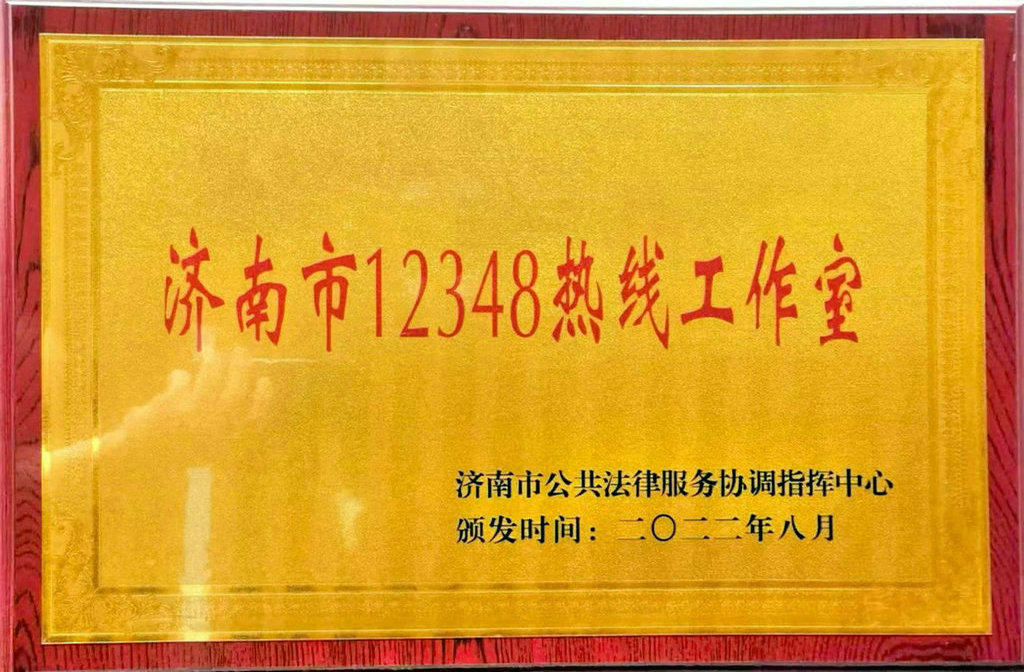 济南市12348热线工作室
济南市公共法律服务协调指挥中心
颁发时间：二〇二二年八月